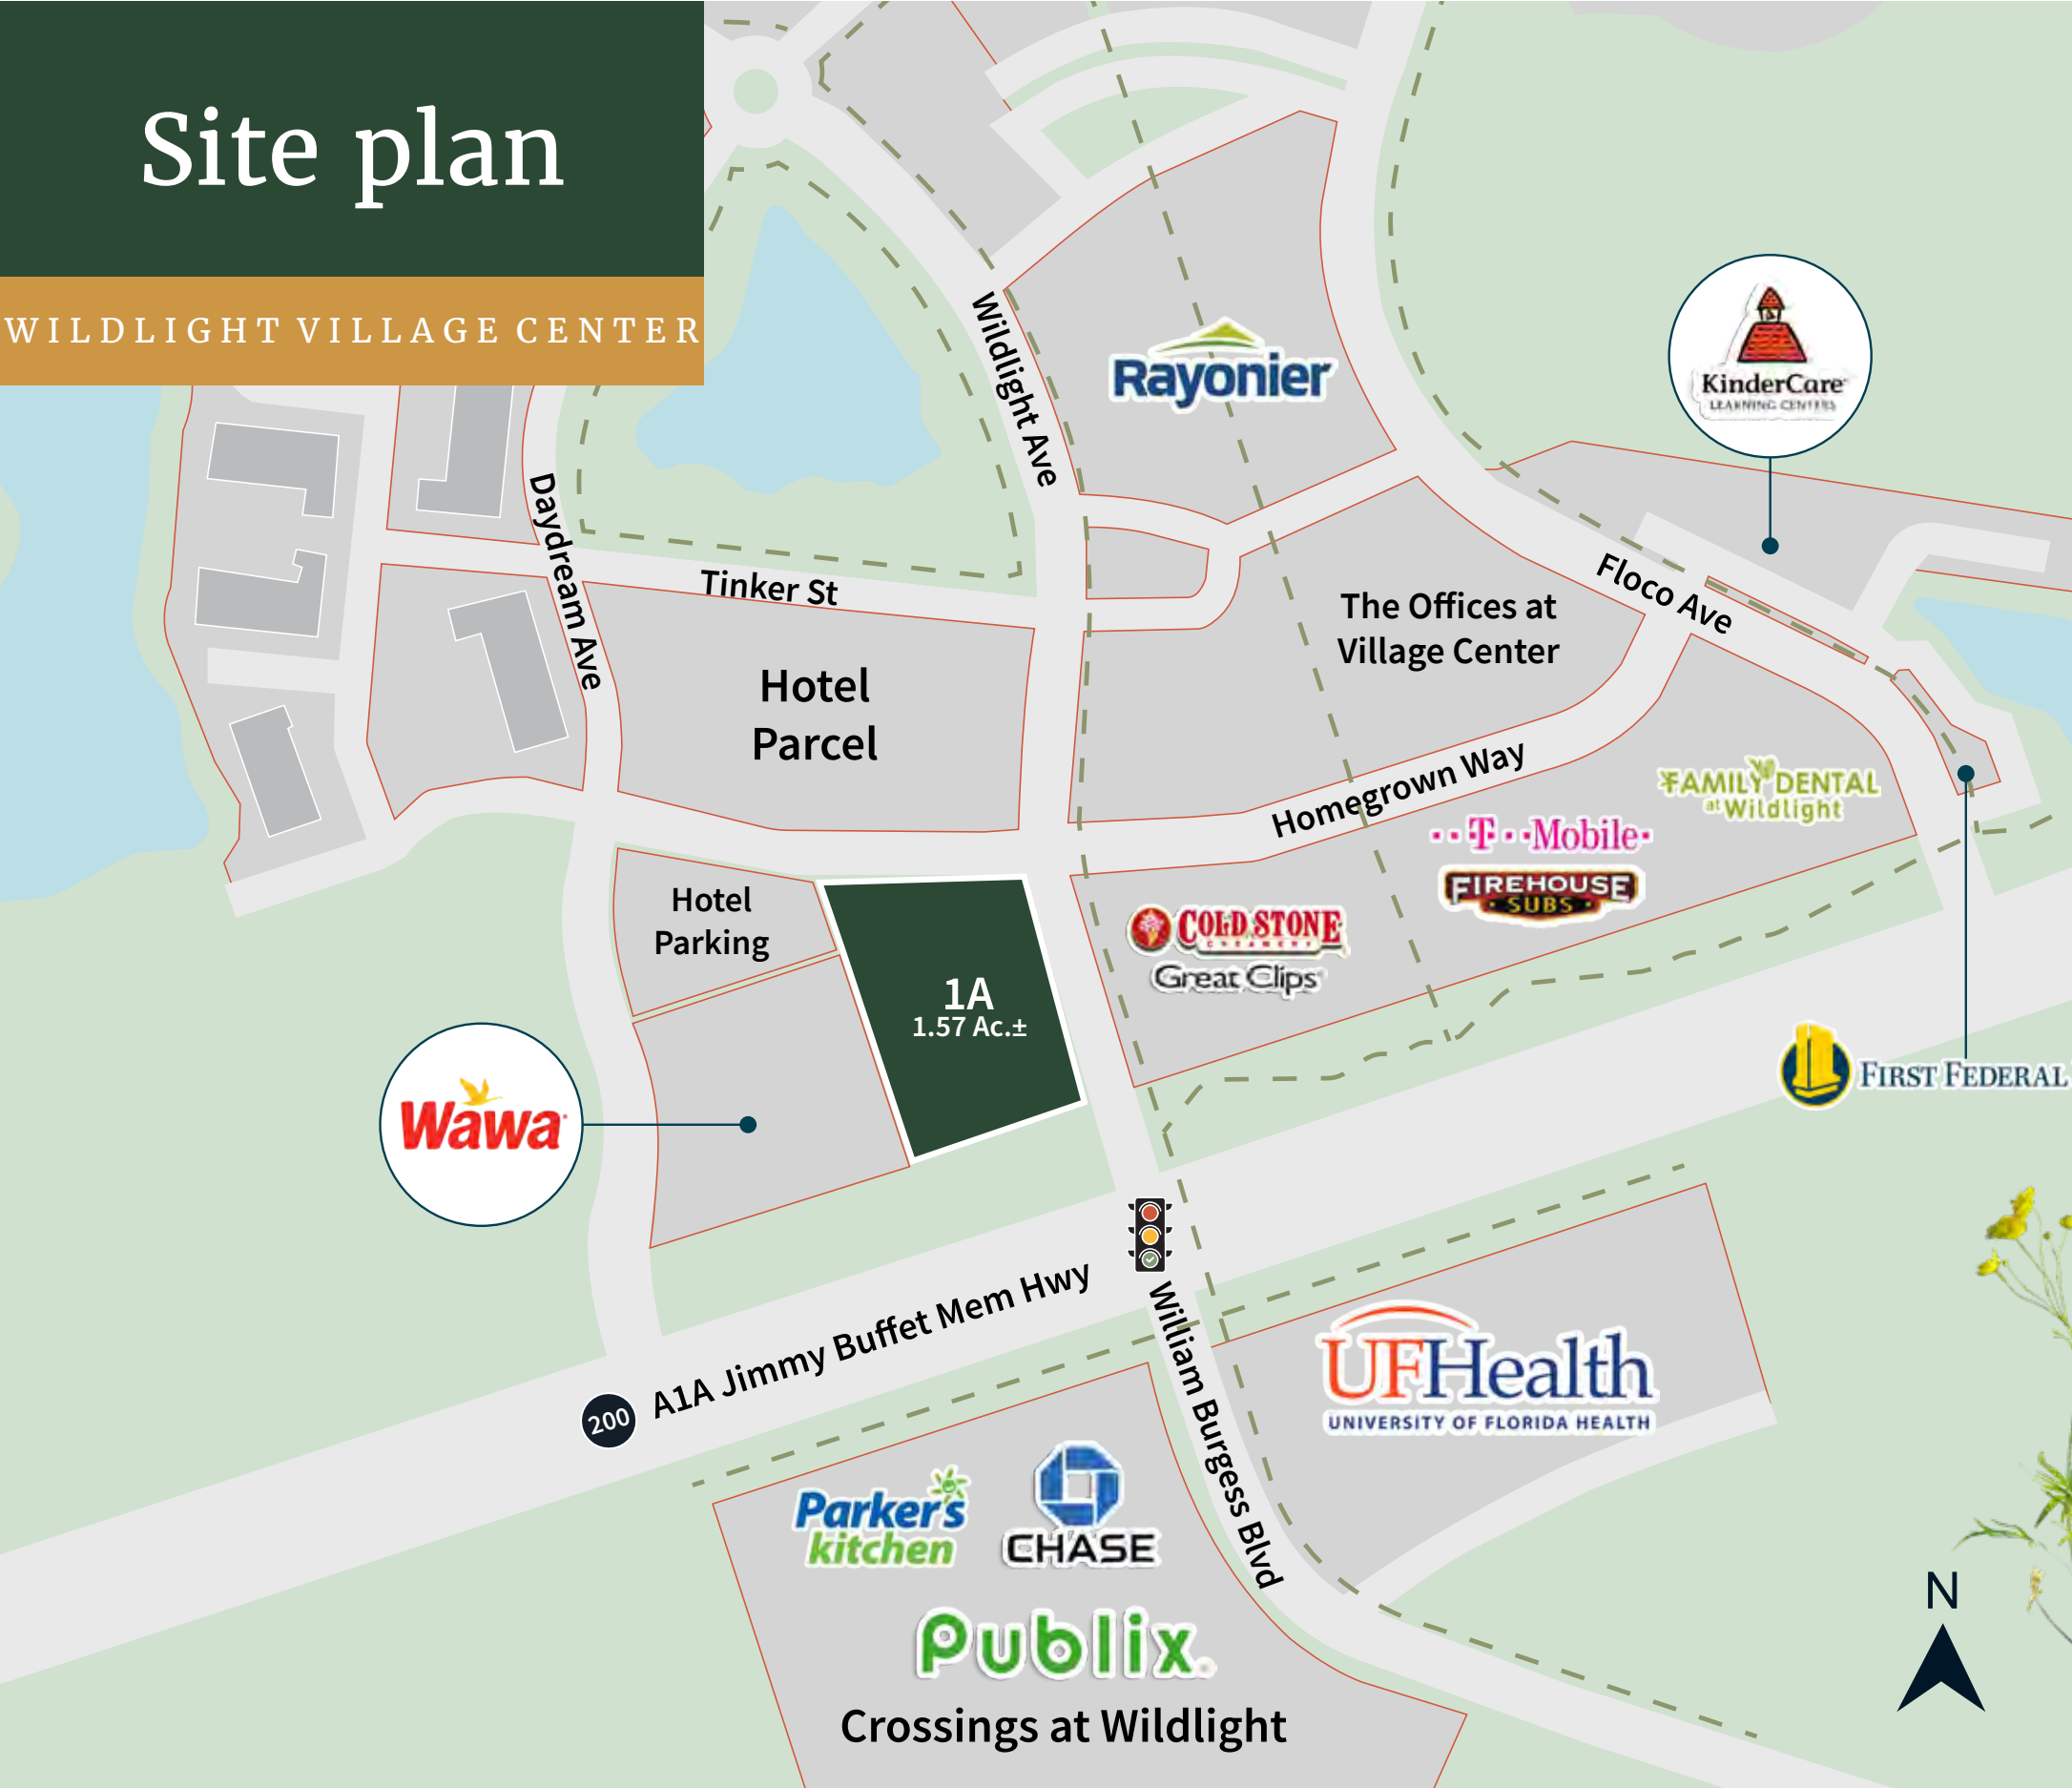 Site plan
WILDLIGHT VILLAGE CENTER
Wildlight Ave
Rayonier
KinderCare
LEARNING CENTERS
Daydream Ave
Tinker St
Floco Ave
The Offices at
Village Center
Hotel
Parcel
Homegrown Way
FAMILY DENTAL
at Wildlight
T Mobile
FIREHOUSE
SUBS
Hotel
Parking
COLD STONE
CREAMERY
Great Clips
1A
1.57 Ac.±
Wawa
FIRST FEDERAL
A1A Jimmy Buffet Mem Hwy
200
William Burgess Blvd
UFHealth
UNIVERSITY OF FLORIDA HEALTH
Parker's
kitchen
CHASE
Publix
Crossings at Wildlight
N